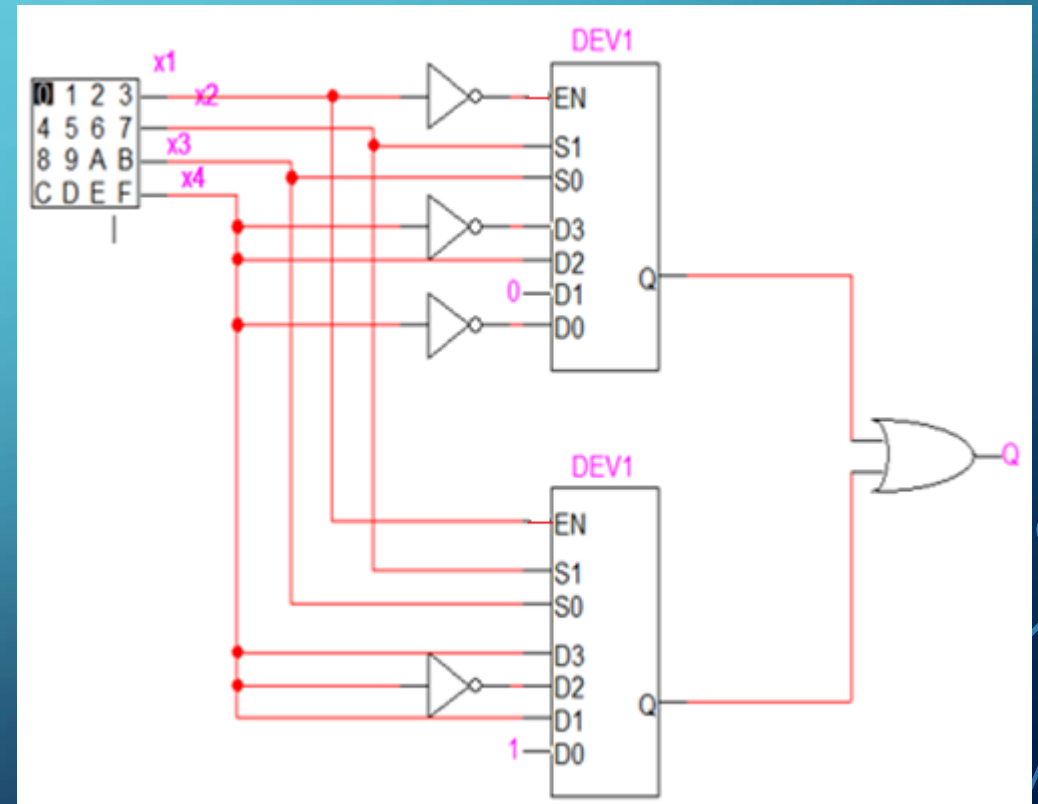 x1
0 1 2 3
x2
4 5 6 7
x3
8 9 A B
x4
C D E F
DEV1
EN
S1
S0
D3
D2
0
D1
D0
Q
DEV1
EN
S1
S0
D3
D2
D1
1
D0
Q
Q